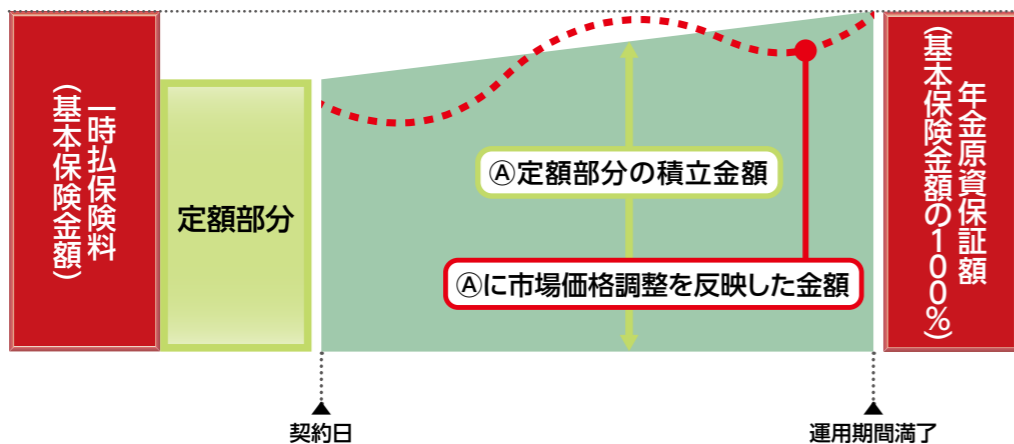 一時払保険料
(基本保険金額)
定額部分
Ⓐ定額部分の積立金額
Ⓐに市場価格調整を反映した金額
年金原資保証額
(基本保険金額の100%)
契約日
運用期間満了